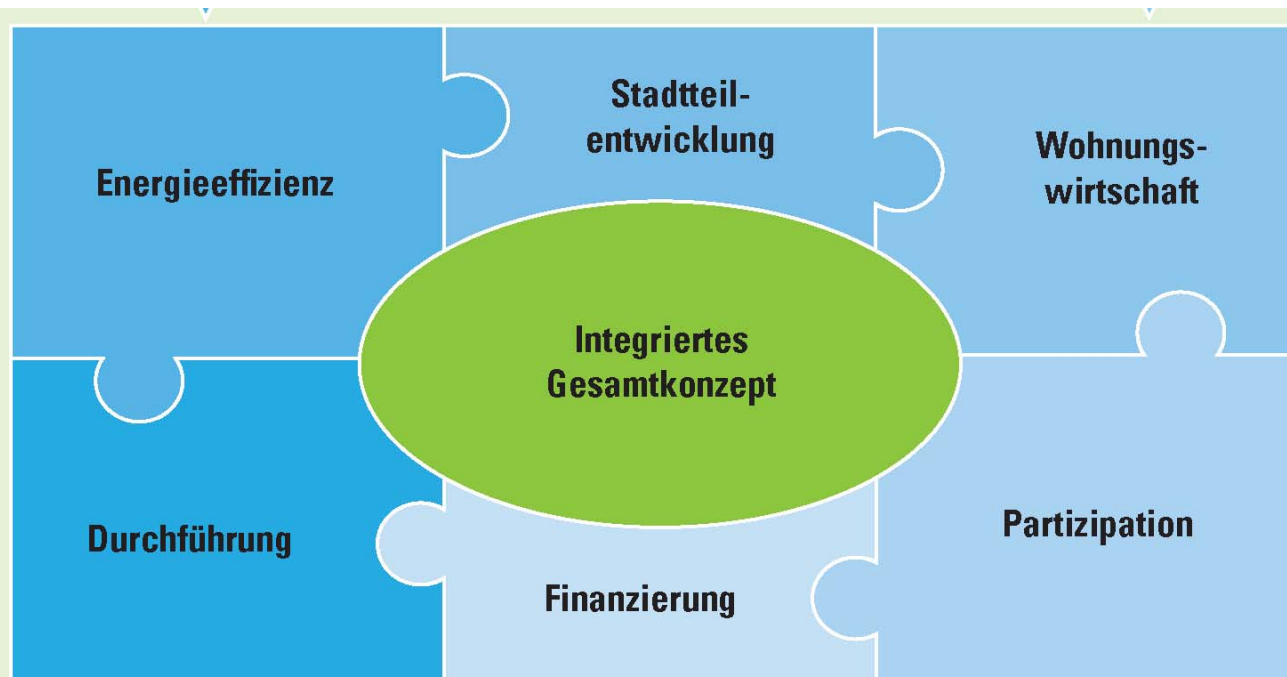 Stadtteil-
entwicklung
Wohnungs-
wirtschaft
Energieeffizienz
Integriertes
Gesamtkonzept
Durchführung
Partizipation
Finanzierung